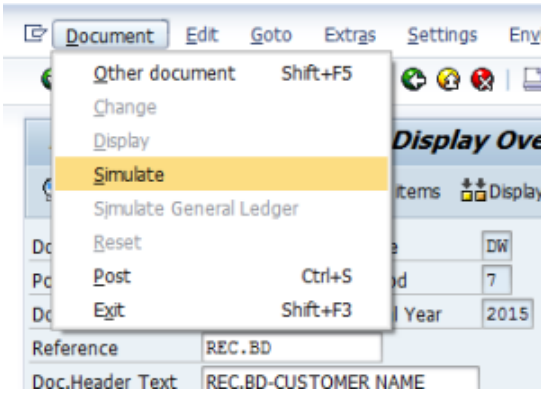 Document Edit Goto Extras Settings
Other document Shift+F5
Change
Display
Simulate
Simulate General Ledger
Reset
Post Ctrl+S
Exit Shift+F3
Display
items Display
DW
7
Year 2015
Reference REC.BD
Doc.Header Text REC.BD-CUSTOMER NAME